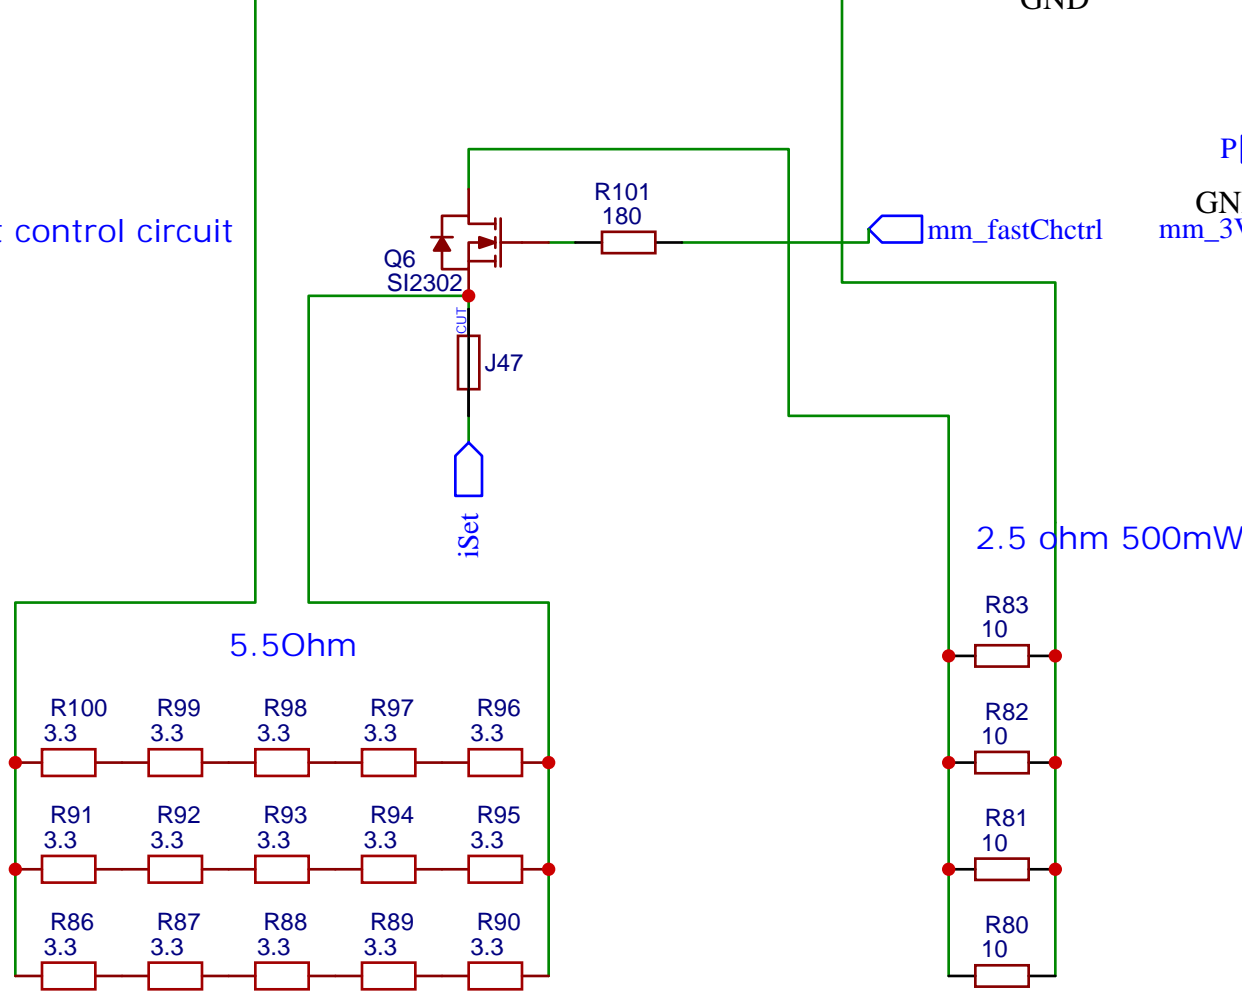 GND
P
R101
180
GN
t control circuit
mm_fastChctrl
mm_3V
Q6
SI2302
CUT
J47
iSet
2.5 ohm 500mW
R83
10
5.5Ohm
R100 R99 R98 R97 R96
3.3 3.3 3.3 3.3 3.3
R82
10
R91 R92 R93 R94 R95
3.3 3.3 3.3 3.3 3.3
R81
10
R86 R87 R88 R89 R90
3.3 3.3 3.3 3.3 3.3
R80
10